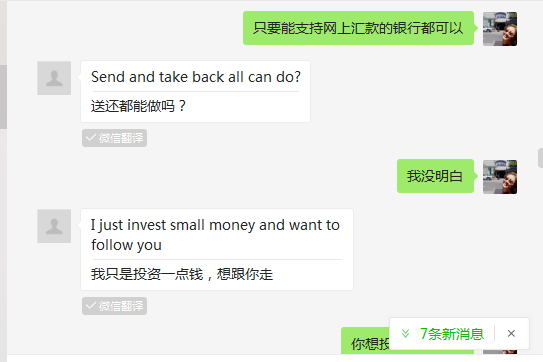 只要能支持网上汇款的银行都可以
Send and take back all can do?
送还都能做吗？
微信翻译
我没明白
I just invest small money and want to
follow you
我只是投资一点钱，想跟你走
微信翻译
7条新消息
你想投